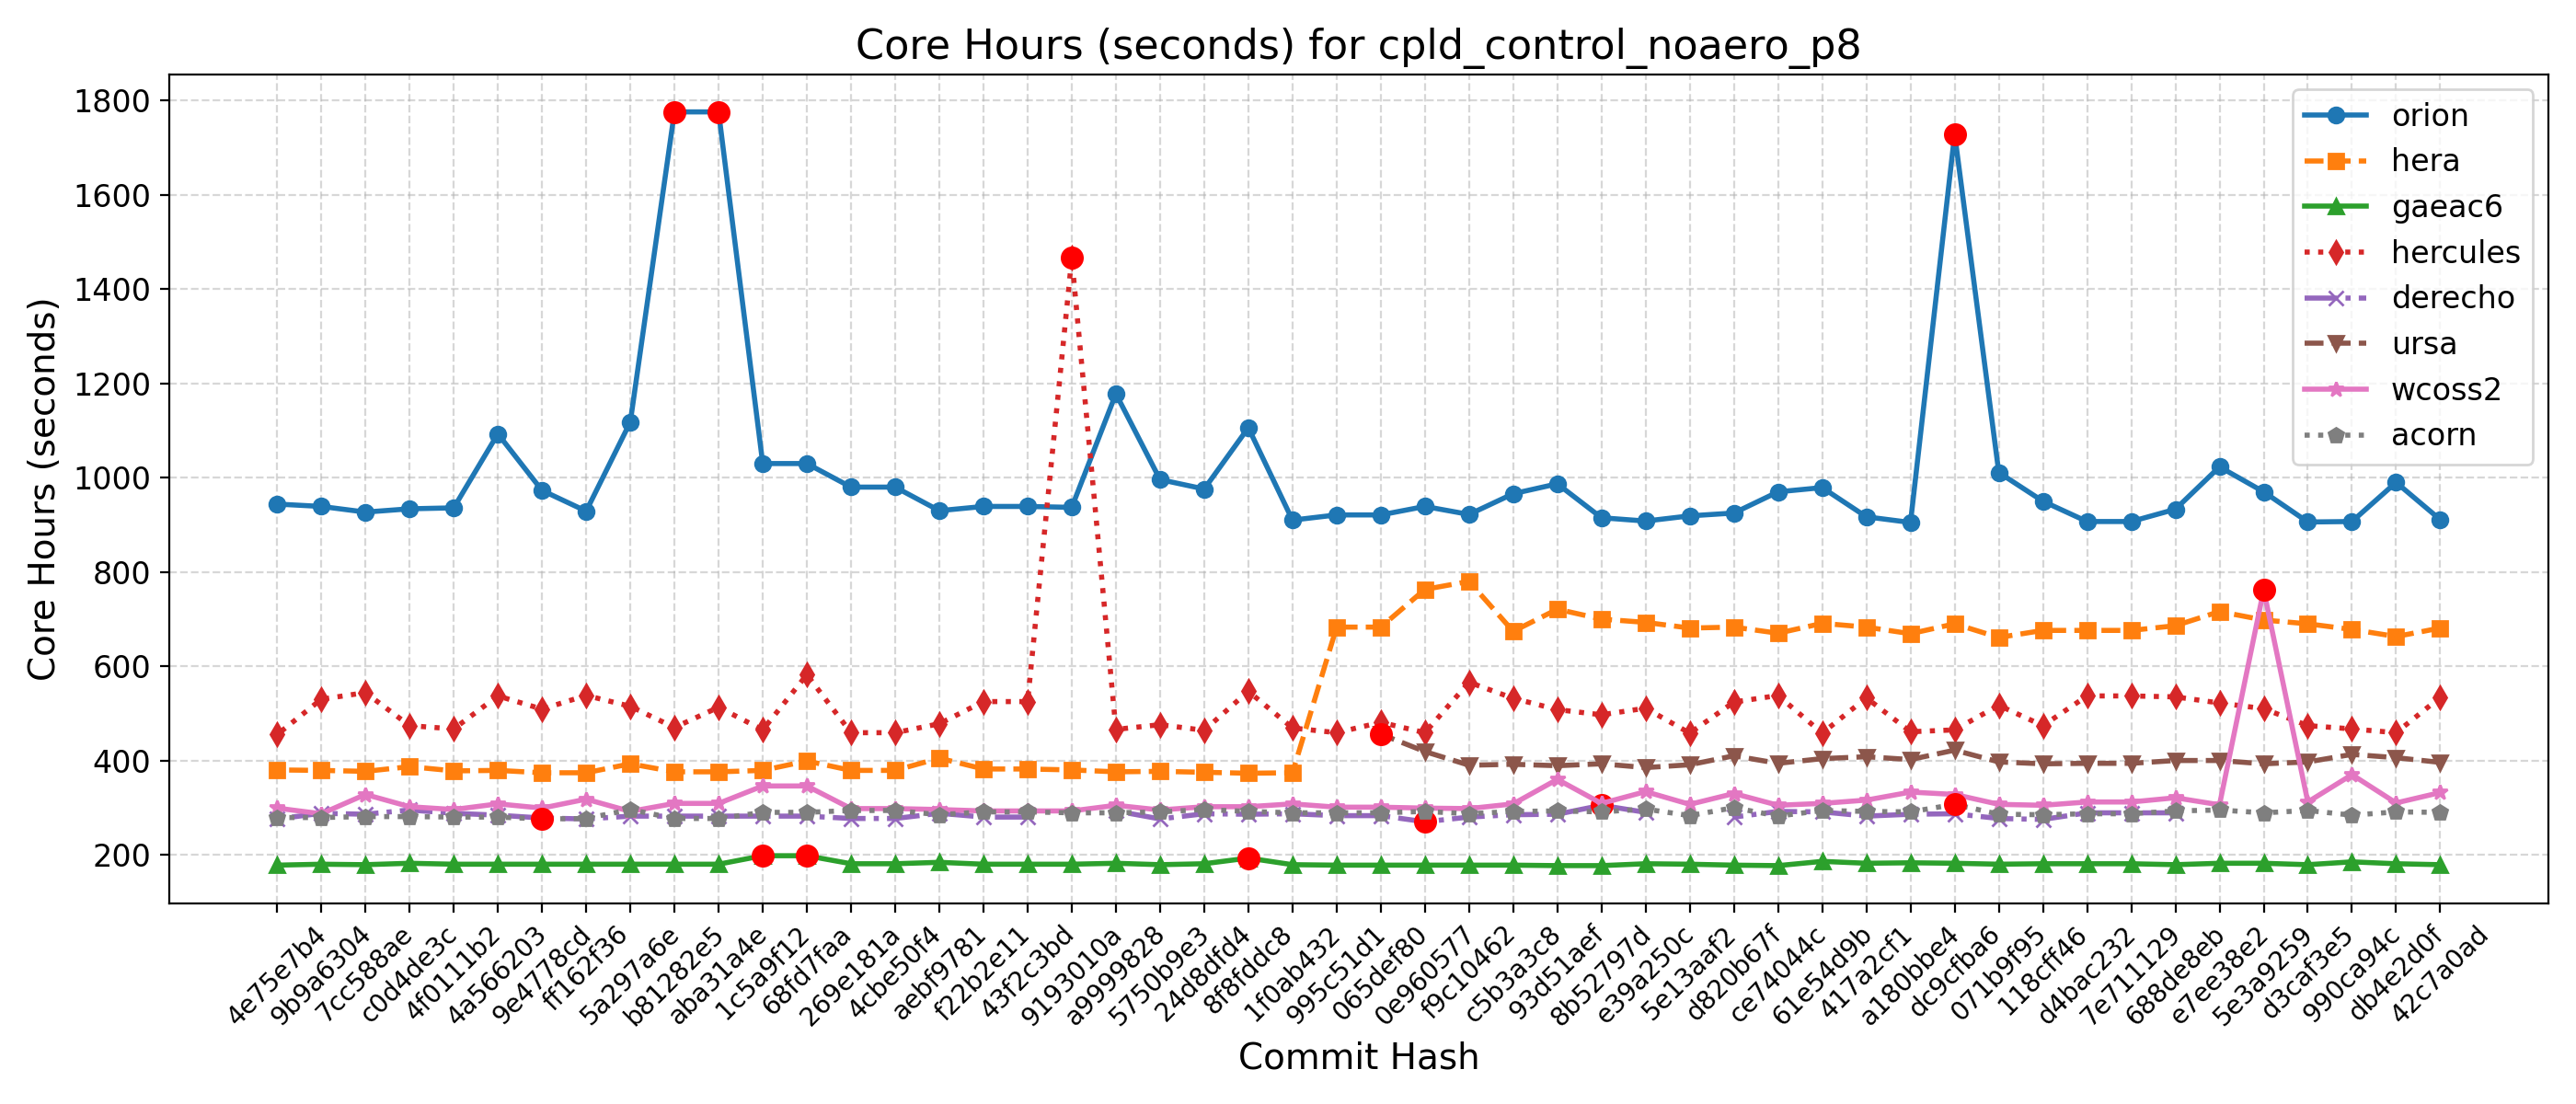 Core Hours (seconds) for cpld_control_noaero_p8
Core Hours (seconds)
1800
1600
1400
1200
1000
800
600
400
200
orion
hera
gaeac6
hercules
derecho
ursa
wcoss2
acorn
4e75e7b4
9b9a6304
7cc588ae
c0d4de3c
4f0111b2
4a566203
9e4778cd
ff162f36
5a297a6e
b81282e5
aba31a4e
1c5a9f12
68fd7faa
269e181a
4cbe50f4
aebf9781
f22b2e11
43f2c3bd
9193010a
a9999828
5750b9e3
24d8dfd4
8f8fddc8
1f0ab432
995c51d1
065def80
0e960577
f9c10462
c5b3a3c8
93d51aef
8b52797d
e39a250c
5e13aaf2
d820b67f
ce74044c
61e54d9b
417a2cf1
a180bbe4
dc9cfba6
071b9f95
118cff46
d4bac232
7e711129
688de8eb
e7ee38e2
5e3a9259
d3caf3e5
990ca94c
db4e2d0f
42c7a0ad
Commit Hash